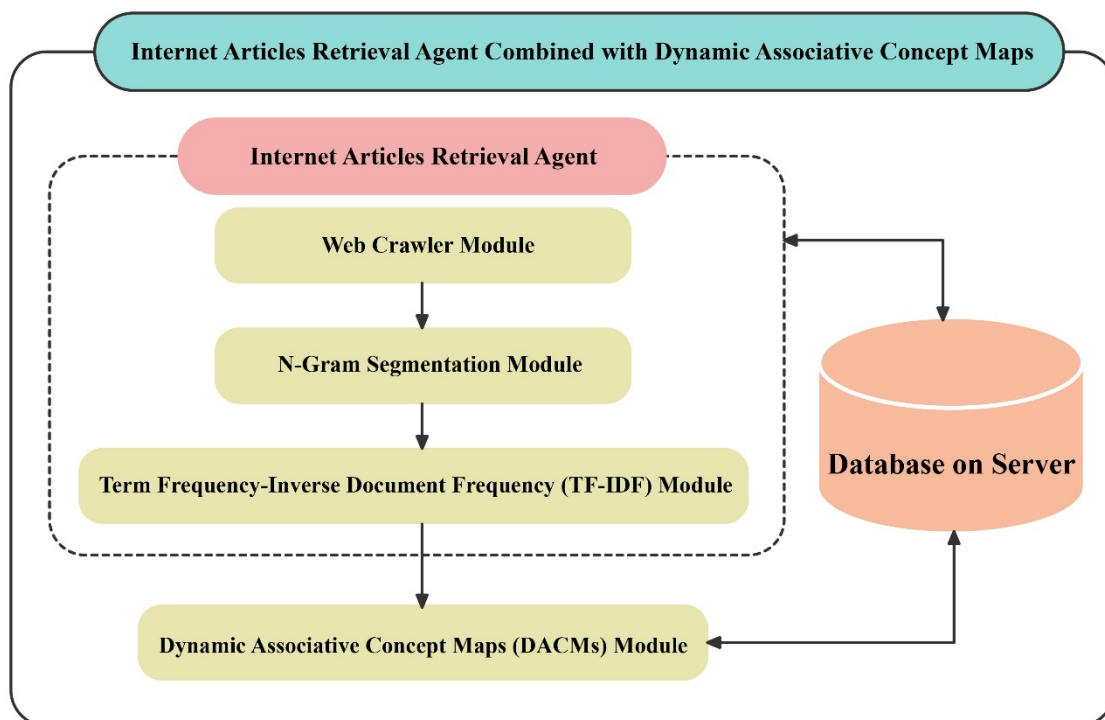 Internet Articles Retrieval Agent Combined with Dynamic Associative Concept Maps
Internet Articles Retrieval Agent
Web Crawler Module
N-Gram Segmentation Module
Term Frequency-Inverse Document Frequency (TF-IDF) Module
Database on Server
Dynamic Associative Concept Maps (DACMs) Module